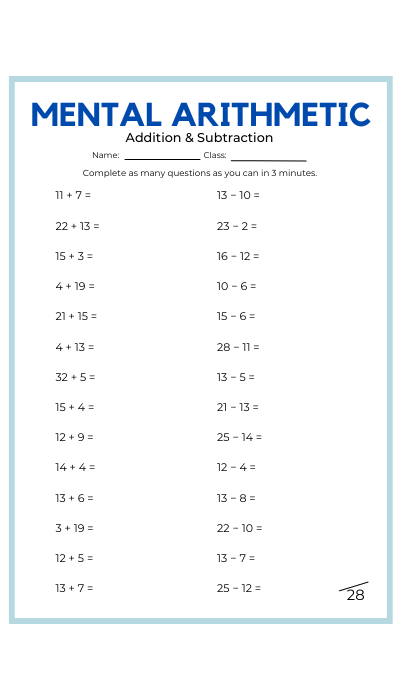 MENTAL ARITHMETIC
Addition & Subtraction
Name: Class:
Complete as many questions as you can in 3 minutes.
11 + 7 = 13 − 10 =
22 + 13 = 23 − 2 =
15 + 3 = 16 − 12 =
4 + 19 = 10 − 6 =
21 + 15 = 15 − 6 =
4 + 13 = 28 − 11 =
32 + 5 = 13 − 5 =
15 + 4 = 21 − 13 =
12 + 9 = 25 − 14 =
14 + 4 = 12 − 4 =
13 + 6 = 13 − 8 =
3 + 19 = 22 − 10 =
12 + 5 = 13 − 7 =
13 + 7 = 25 − 12 =
28